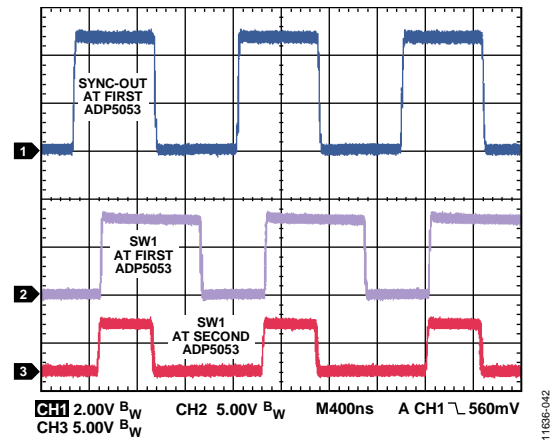 SYNC-OUT
AT FIRST
ADP5053
1
SW1
AT FIRST
ADP5053
2
SW1
AT SECOND
ADP5053
3
CH1 2.00V BW CH2 5.00V BW M400ns A CH1 ㄟ 560mV
CH3 5.00V BW
11636-042